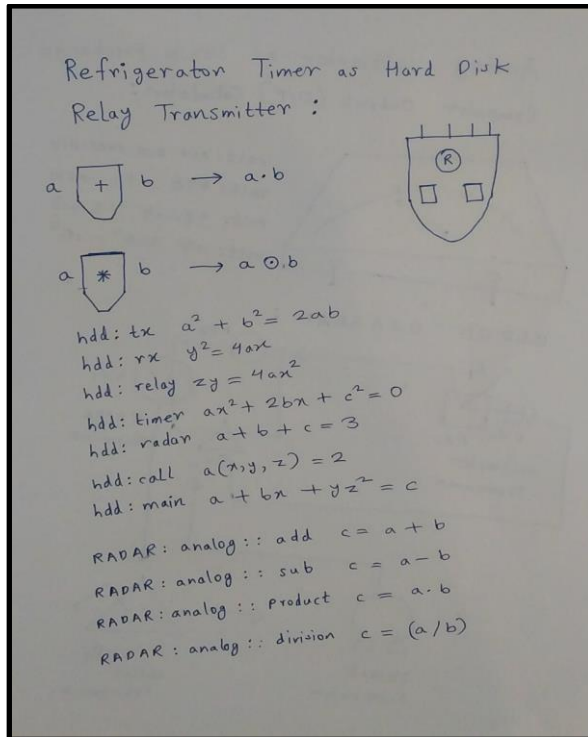 Refrigerator Timer as Hard Disk
Relay Transmitter :
R
a + b → a·b
a * b → a ⊙ b
hdd: tx a² + b² = 2ab
hdd: rx y² = 4ax
hdd: relay zy = 4ax²
hdd: timer ax² + 2bx + c² = 0
hdd: radar a + b + c = 3
hdd: call a(x, y, z) = 2
hdd: main a + bx + yz² = c
RADAR : analog :: add c = a + b
RADAR : analog :: sub c = a - b
RADAR : analog :: product c = a · b
RADAR : analog :: division c = (a/b)